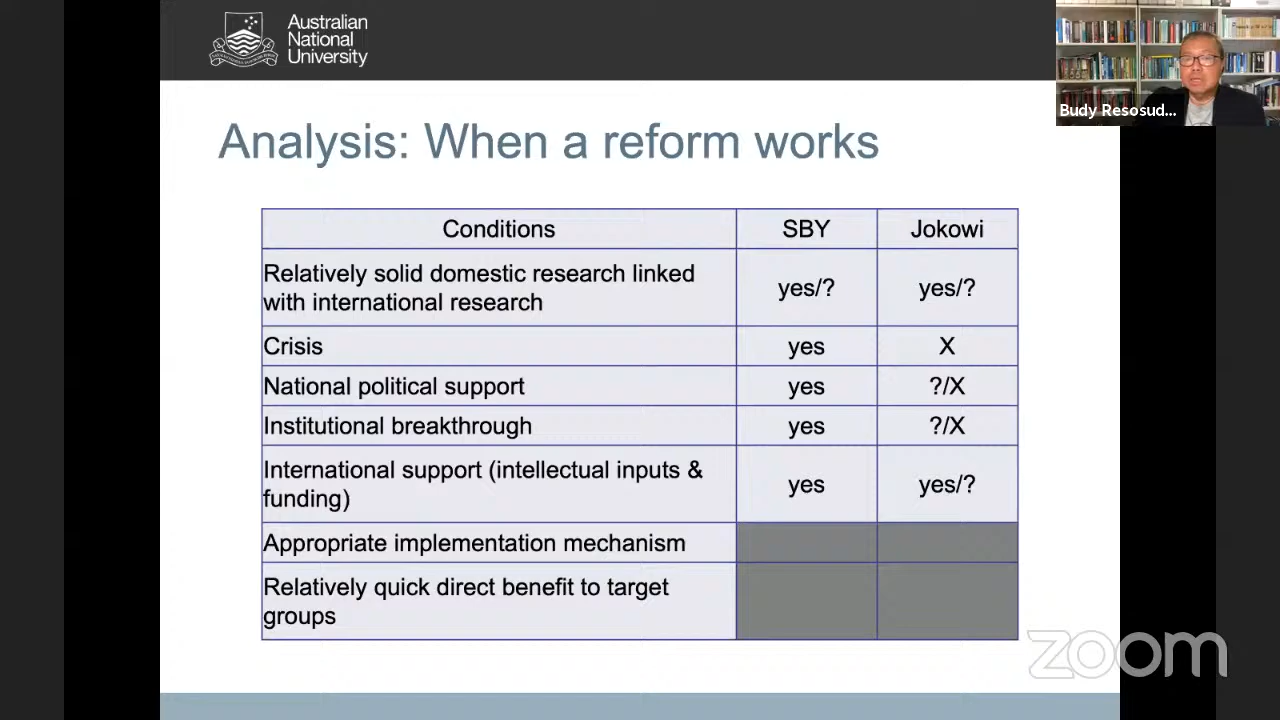 Australian
National
University
Budy Resosud...
Analysis: When a reform works
Conditions SBY Jokowi
Relatively solid domestic research linked
with international research yes/? yes/?
Crisis yes X
National political support yes ?/X
Institutional breakthrough yes ?/X
International support (intellectual inputs &
funding) yes yes/?
Appropriate implementation mechanism
Relatively quick direct benefit to target
groups
zoom